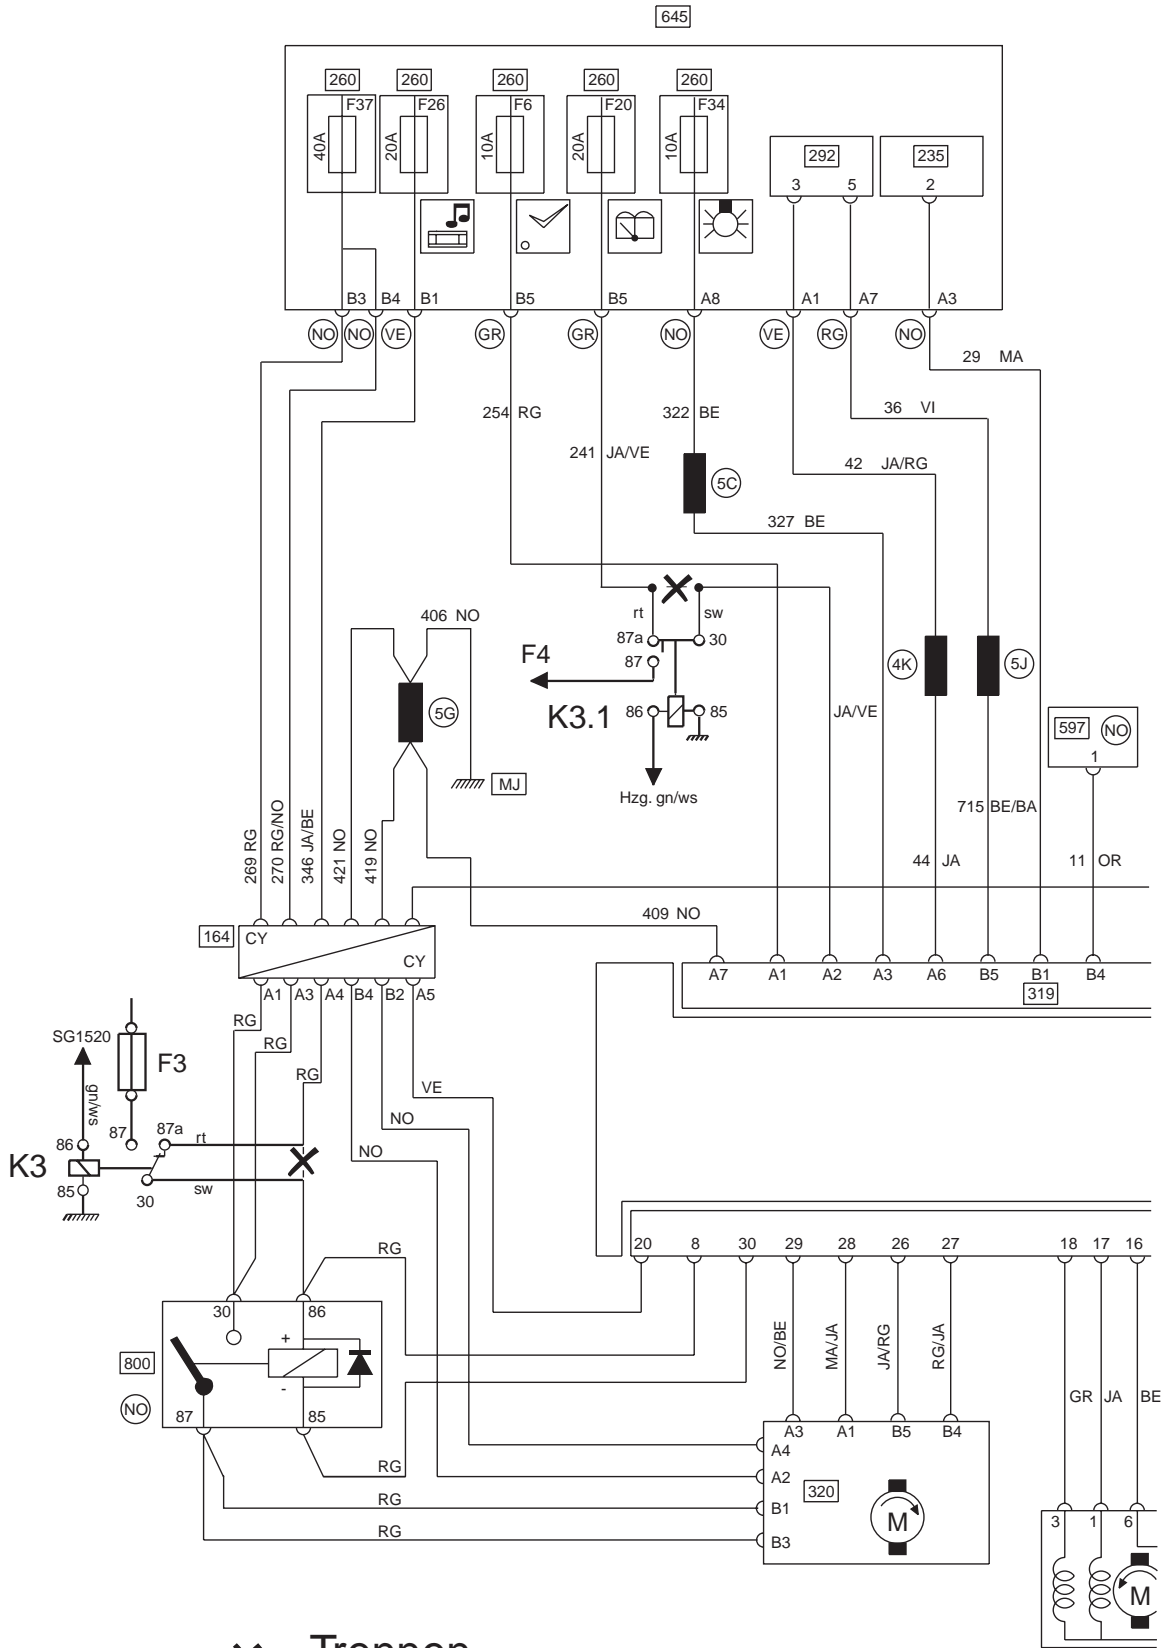 645
260 260 260 260 260
F37 F26 F6 F20 F34
40A 20A 10A 20A 10A
292 235
3 5 2
B3 B4 B1 B5 B5 A8 A1 A7 A3
NO NO VE GR GR NO VE RG NO
29 MA
36 VI
254 RG
322 BE
241 JA/VE
42 JA/RG
5C
327 BE
406 NO
rt sw
87a 30
F4 87
4K 5J
5G
K3.1 86 85
JA/VE
597 NO
1
MJ
Hzg. gn/ws
715 BE/BA
269 RG
270 RG/NO
346 JA/BE
421 NO
419 NO
44 JA
11 OR
409 NO
164 CY
CY
A7 A1 A2 A3 A6 B5 B1 B4
319
A1 A3 A4 B4 B2 A5
RG
SG1520
RG
F3
RG
VE
gn/ws
NO
87 87a
86 rt
NO
K3
85 30 sw
RG
20 8 30 29 28 26 27 18 17 16
30 86
NO/BE MA/JA JA/RG RG/JA
+
800
-
NO
GR JA BE
87 85
A3 A1 B5 B4
A4
RG
A2
320
RG
B1
M
RG
B3
3 1 6
M
Trennen